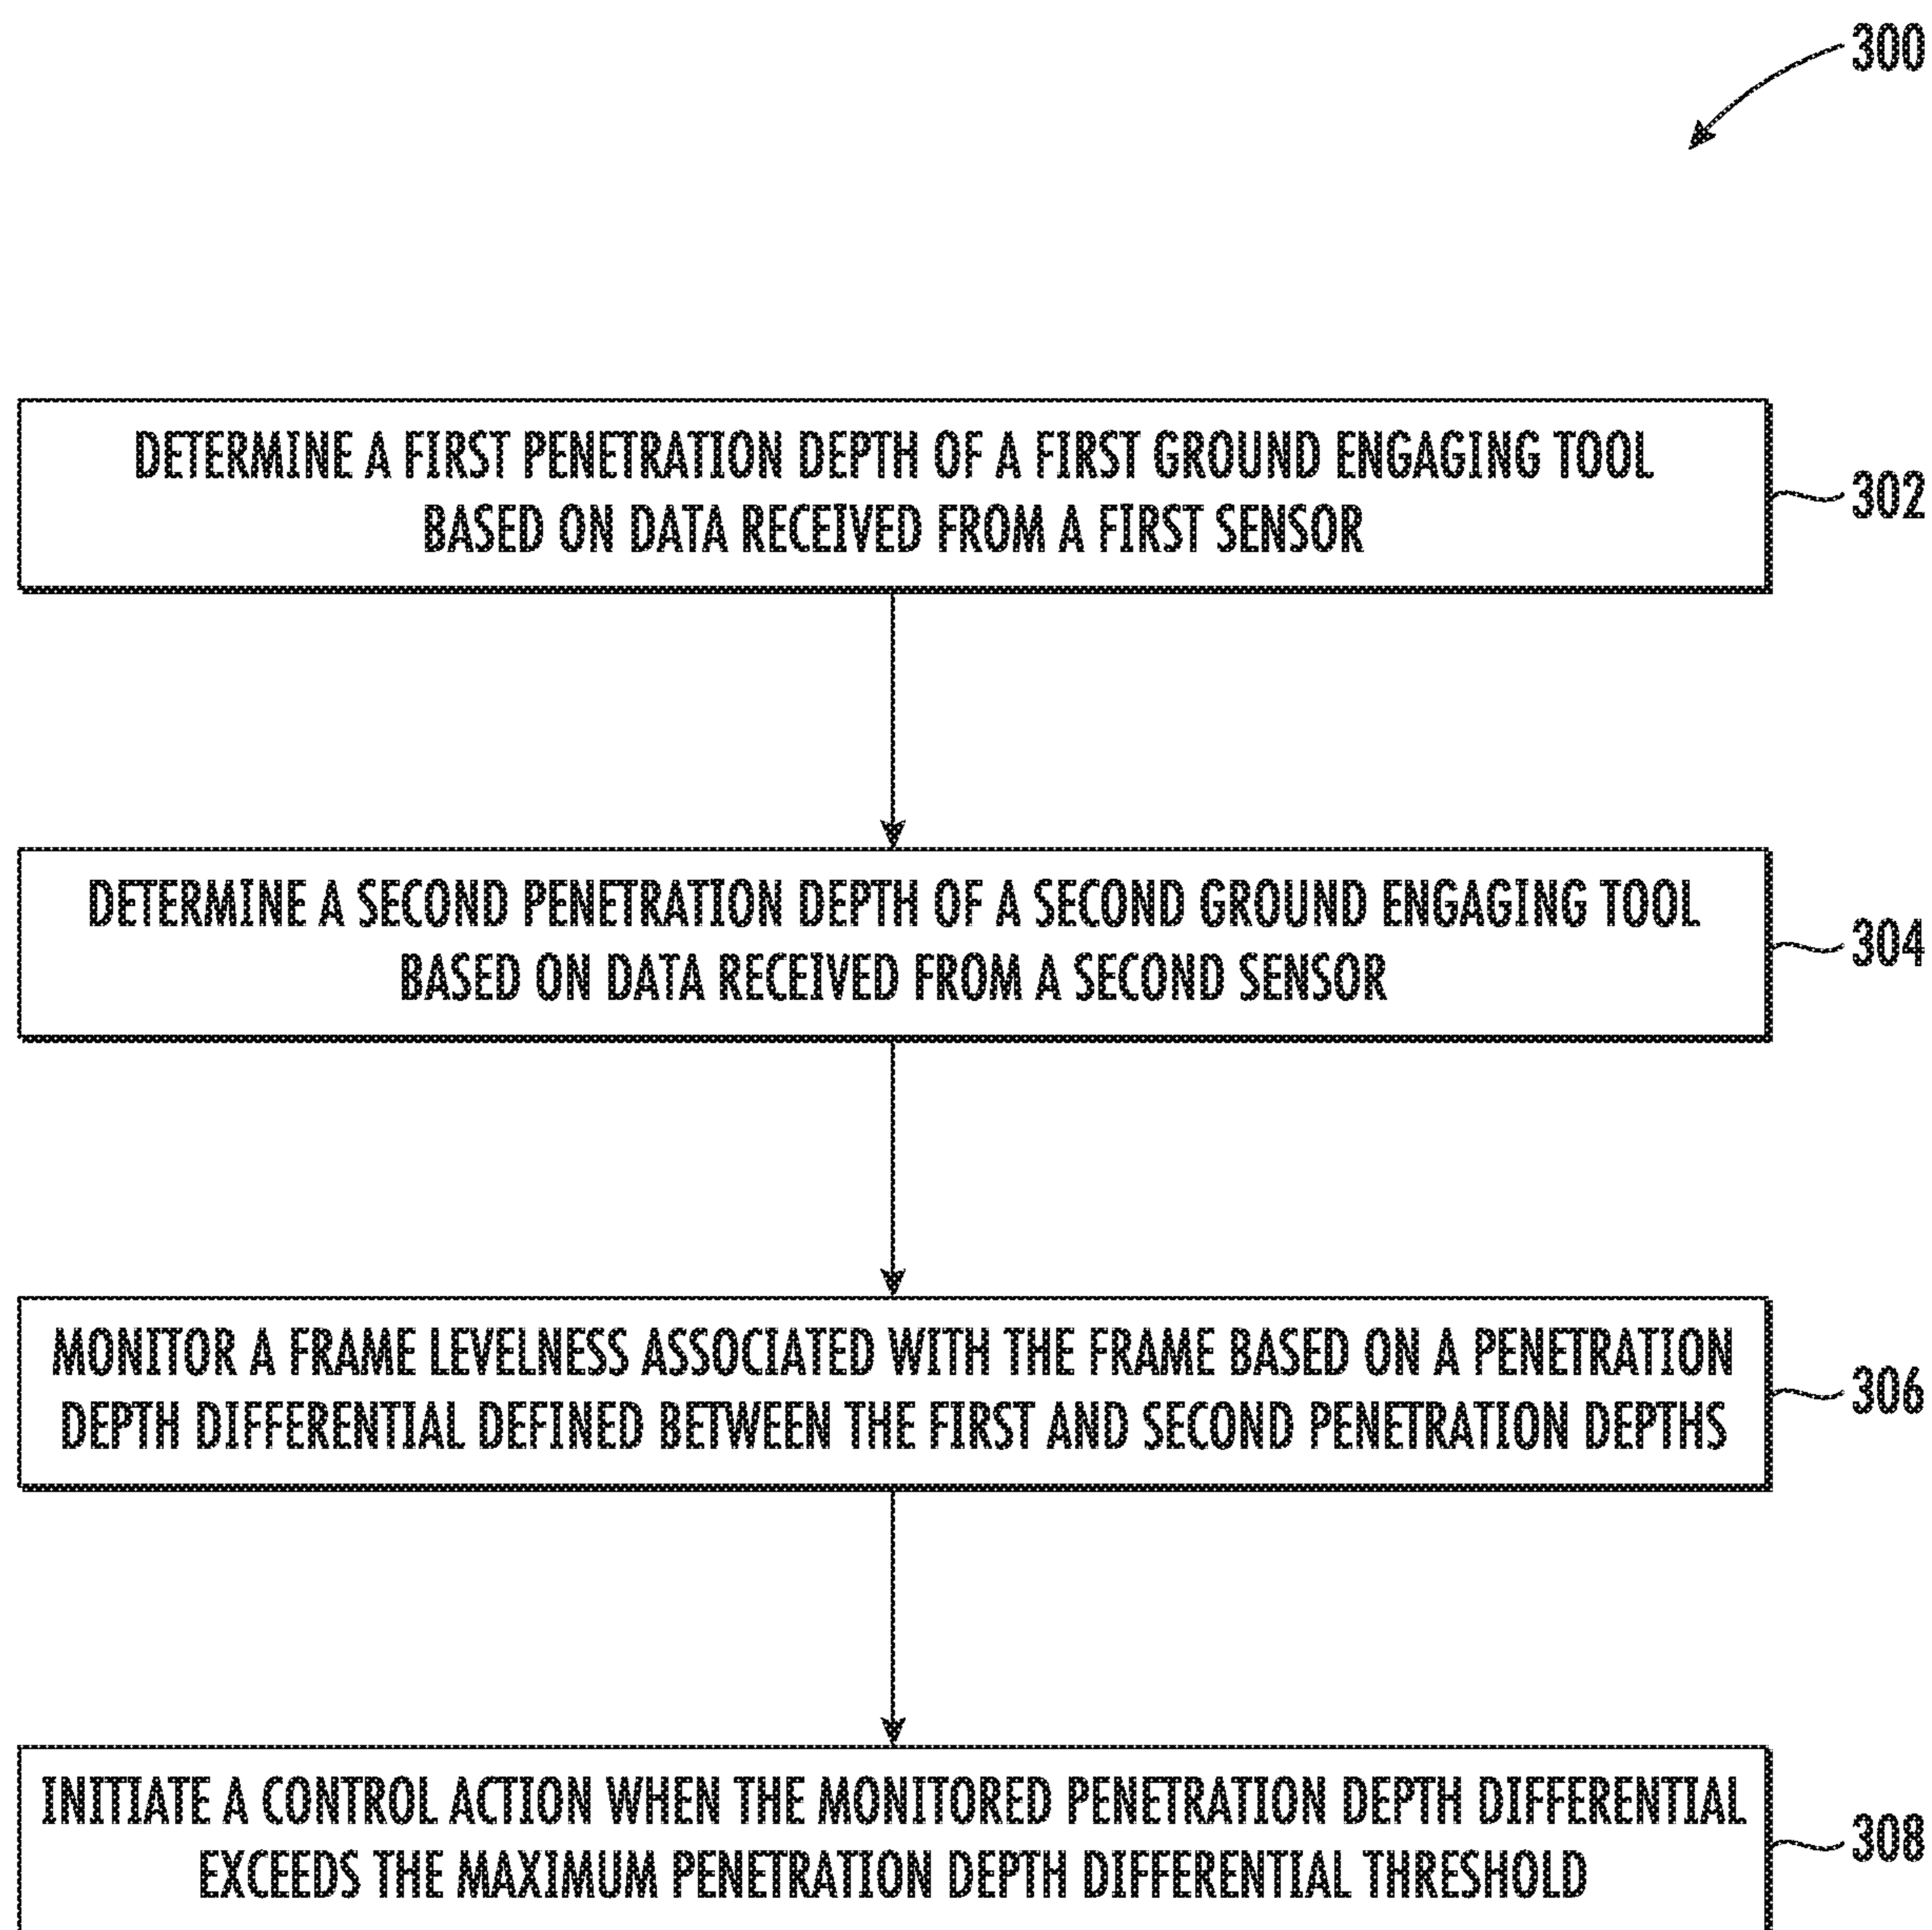 300
DETERMINE A FIRST PENETRATION DEPTH OF A FIRST GROUND ENGAGING TOOL
BASED ON DATA RECEIVED FROM A FIRST SENSOR
302
DETERMINE A SECOND PENETRATION DEPTH OF A SECOND GROUND ENGAGING TOOL
BASED ON DATA RECEIVED FROM A SECOND SENSOR
304
MONITOR A FRAME LEVELNESS ASSOCIATED WITH THE FRAME BASED ON A PENETRATION
DEPTH DIFFERENTIAL DEFINED BETWEEN THE FIRST AND SECOND PENETRATION DEPTHS
306
INITIATE A CONTROL ACTION WHEN THE MONITORED PENETRATION DEPTH DIFFERENTIAL
EXCEEDS THE MAXIMUM PENETRATION DEPTH DIFFERENTIAL THRESHOLD
308